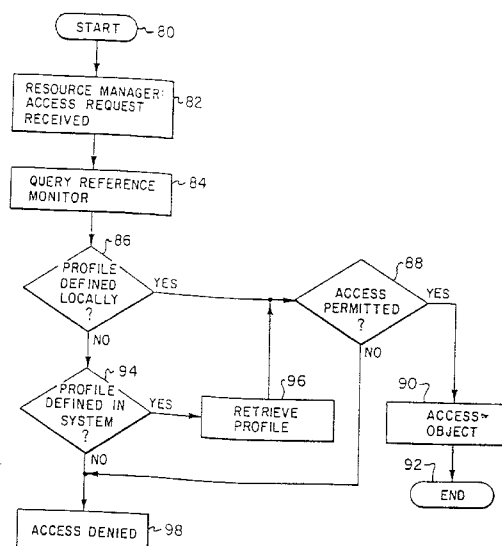 START
80
RESOURCE MANAGER:
ACCESS REQUEST
RECEIVED
82
QUERY REFERENCE
MONITOR
84
86
PROFILE
DEFINED
LOCALLY
?
YES
NO
88
ACCESS
PERMITTED
?
YES
NO
94
PROFILE
DEFINED IN
SYSTEM
?
YES
NO
96
RETRIEVE
PROFILE
90
ACCESS
OBJECT
92
END
ACCESS DENIED
98